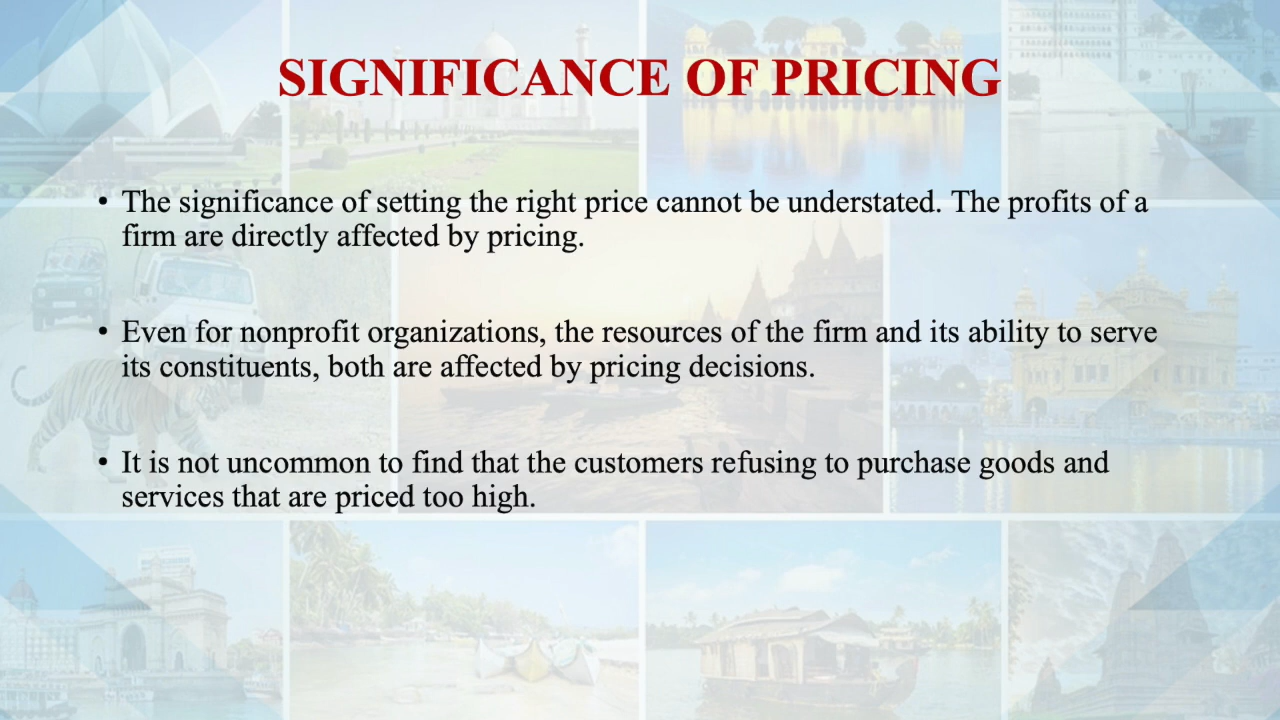 SIGNIFICANCE OF PRICING
• The significance of setting the right price cannot be understated. The profits of a
firm are directly affected by pricing.
• Even for nonprofit organizations, the resources of the firm and its ability to serve
its constituents, both are affected by pricing decisions.
• It is not uncommon to find that the customers refusing to purchase goods and
services that are priced too high.